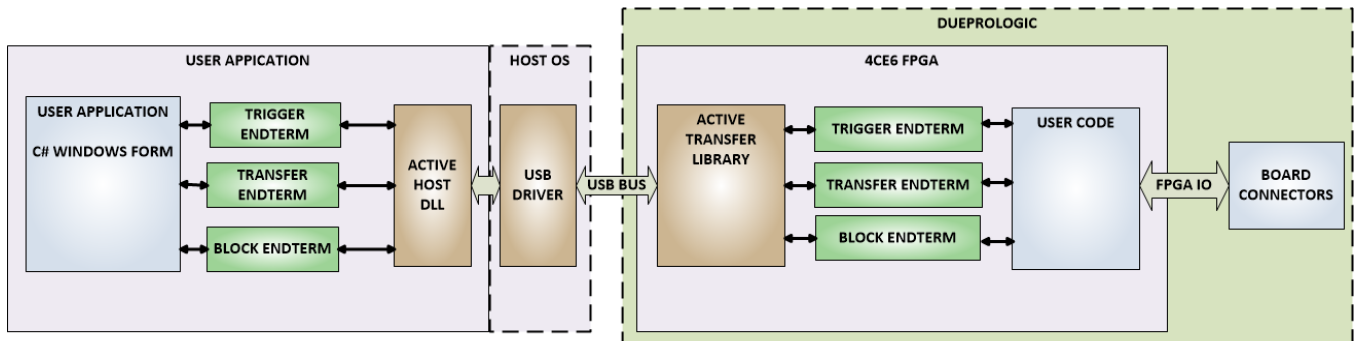 DUEPROLOGIC
USER APPICATION
HOST OS
4CE6 FPGA
USER APPLICATION
C# WINDOWS FORM
TRIGGER
ENDTERM
TRANSFER
ENDTERM
BLOCK ENDTERM
ACTIVE
HOST
DLL
USB
DRIVER
USB BUS
ACTIVE
TRANSFER
LIBRARY
TRIGGER ENDTERM
TRANSFER ENDTERM
BLOCK ENDTERM
USER CODE
FPGA IO
BOARD
CONNECTORS